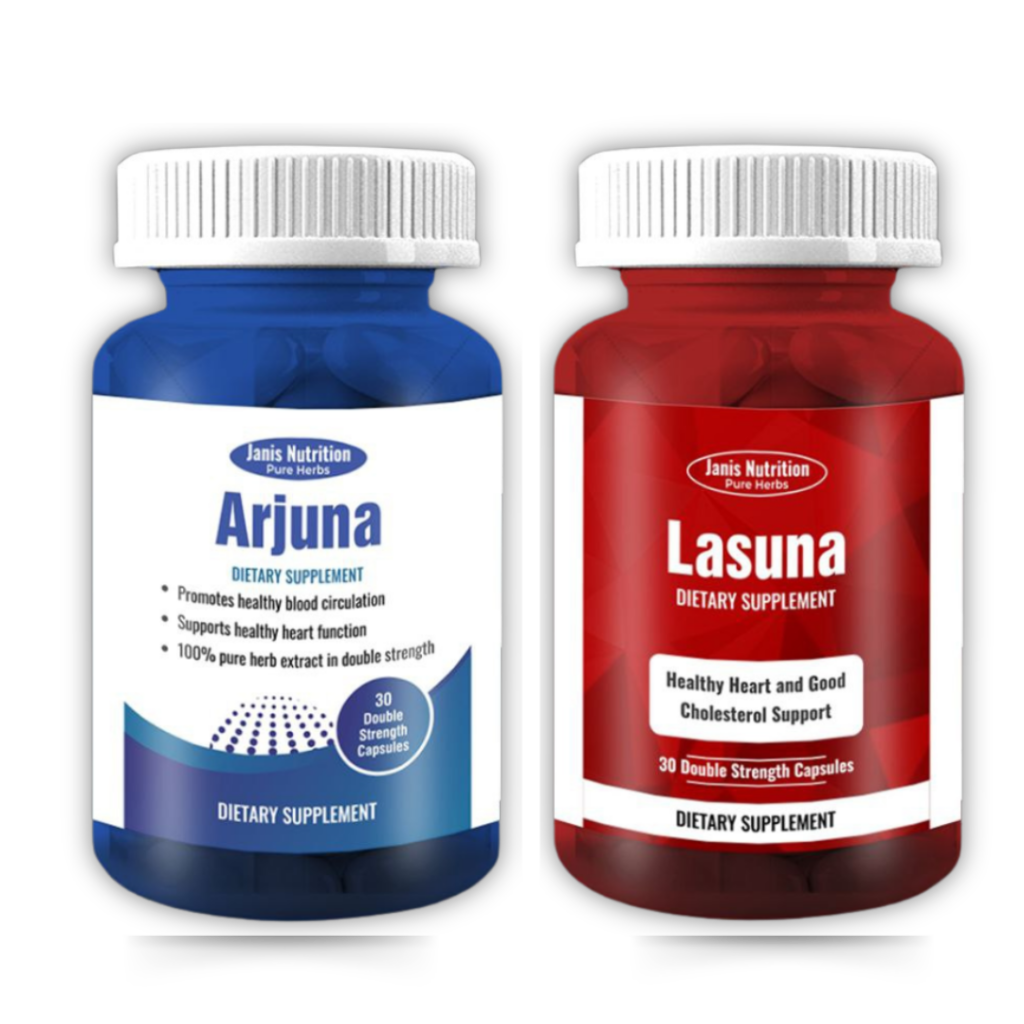 Janis Nutrition
Pure Herbs
Arjuna
DIETARY SUPPLEMENT
• Promotes healthy blood circulation
• Supports healthy heart function
• 100% pure herb extract in double strength
30
Double
Strength
Capsules
DIETARY SUPPLEMENT
Janis Nutrition
Pure Herbs
Lasuna
DIETARY SUPPLEMENT
Healthy Heart and Good
Cholesterol Support
30 Double Strength Capsules
DIETARY SUPPLEMENT